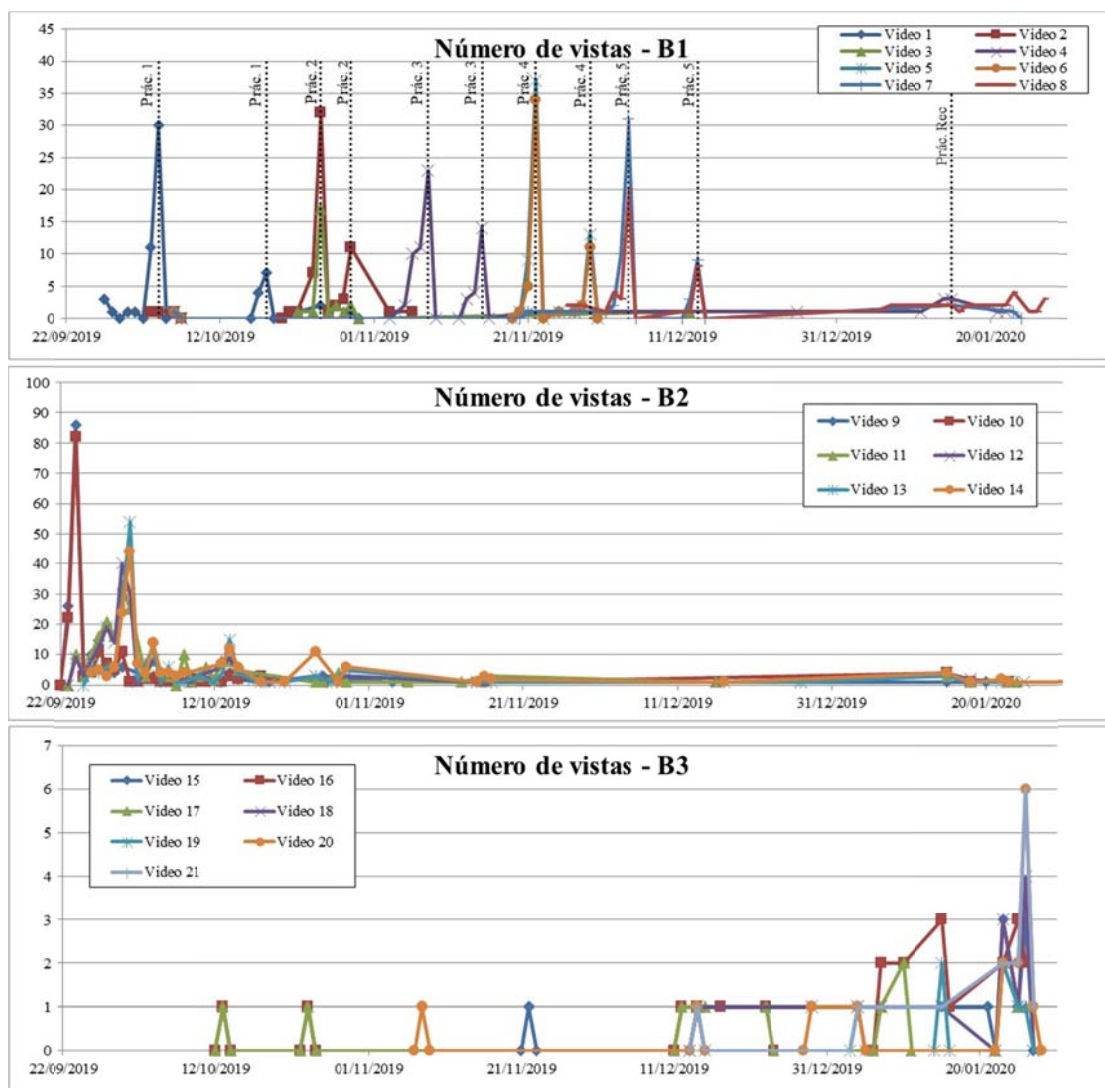 Número de vistas - B1
Video 1 Video 2
Video 3 Video 4
Video 5 Video 6
Video 7 Video 8
Prác. 1 Prác. 1 Prác. 2 Prác. 2 Prác. 3 Prác. 3 Prác. 4 Prác. 4 Prác. 5 Prác. 5 Prác. Rec
45
40
35
30
25
20
15
10
5
0
22/09/2019 12/10/2019 01/11/2019 21/11/2019 11/12/2019 31/12/2019 20/01/2020
Número de vistas - B2
Video 9 Video 10
Video 11 Video 12
Video 13 Video 14
100
90
80
70
60
50
40
30
20
10
0
22/09/2019 12/10/2019 01/11/2019 21/11/2019 11/12/2019 31/12/2019 20/01/2020
Número de vistas - B3
Video 15 Video 16
Video 17 Video 18
Video 19 Video 20
Video 21
7
6
5
4
3
2
1
0
22/09/2019 12/10/2019 01/11/2019 21/11/2019 11/12/2019 31/12/2019 20/01/2020